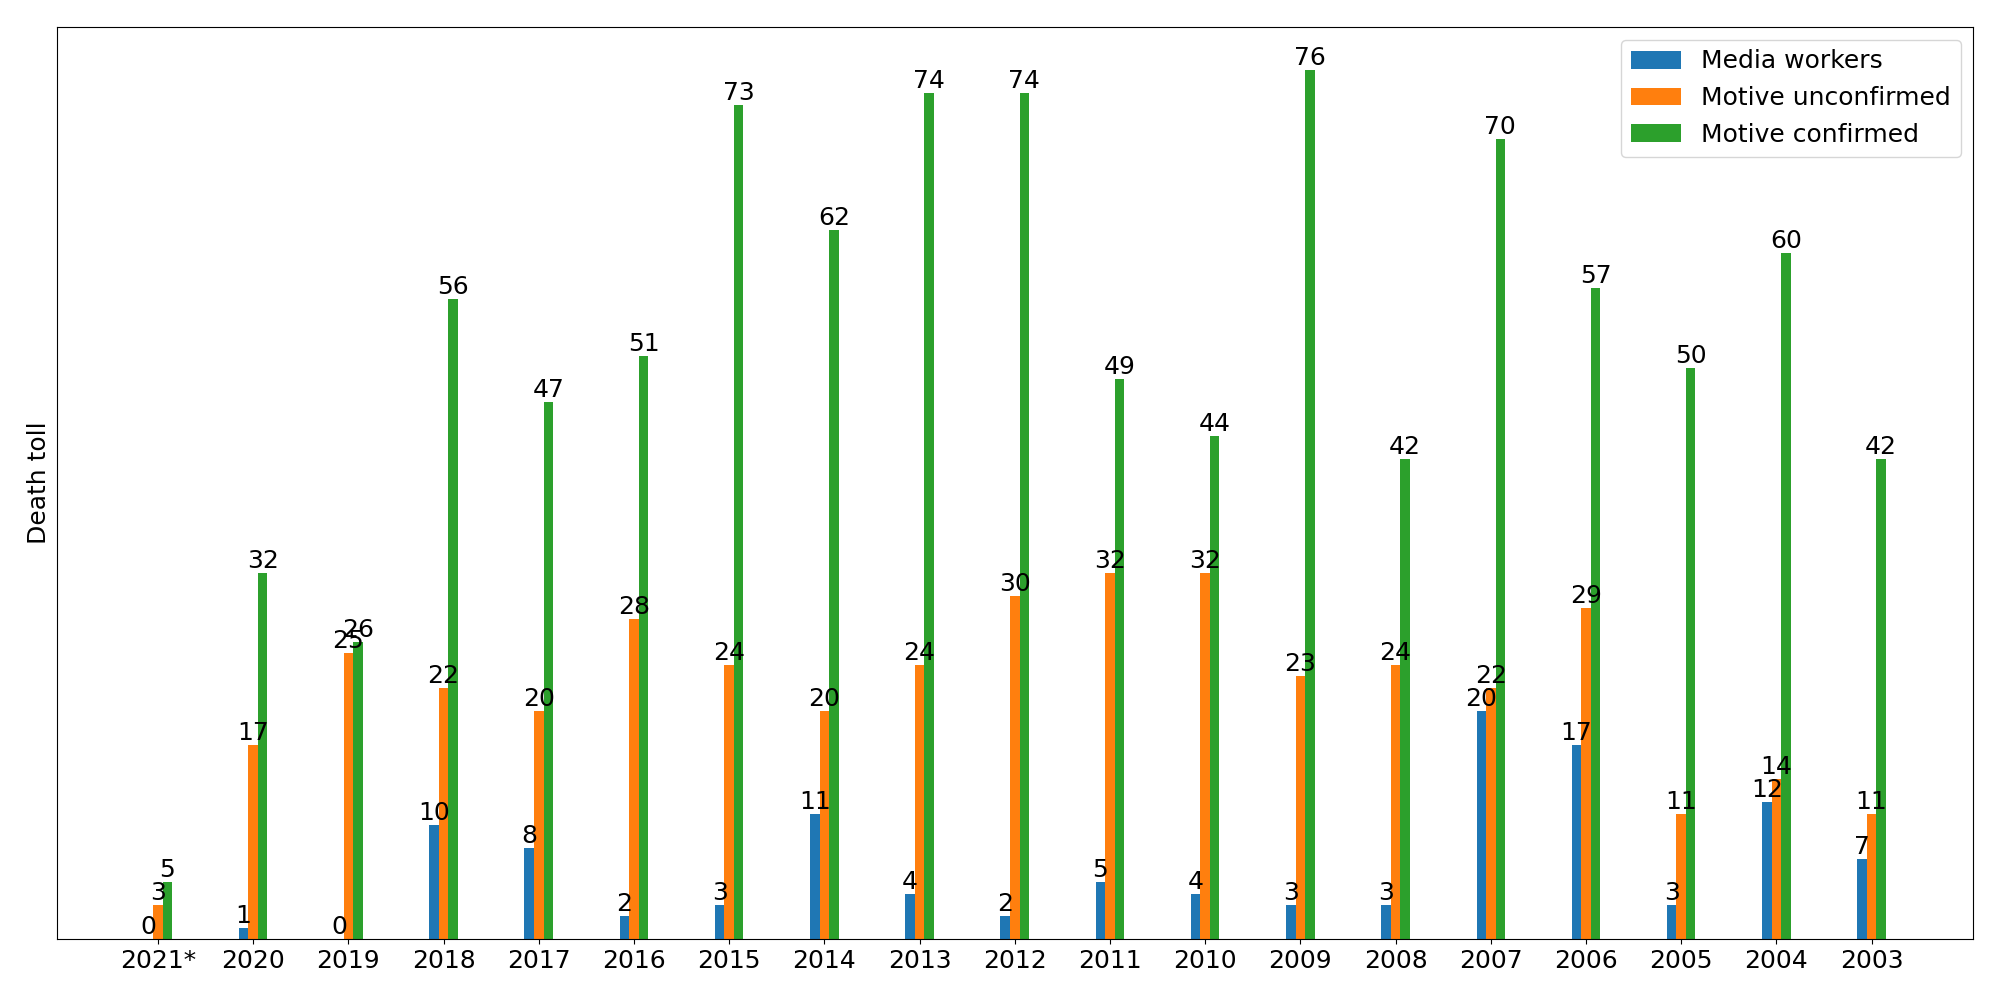 Media workers
Motive unconfirmed
Motive confirmed
Death toll
0 3 5
1 17 32
0 25 26
10 22 56
8 20 47
2 28 51
3 24 73
11 20 62
4 24 74
2 30 74
5 32 49
4 32 44
3 23 76
3 24 42
20 22 70
17 29 57
3 11 50
12 14 60
7 11 42
2021* 2020 2019 2018 2017 2016 2015 2014 2013 2012 2011 2010 2009 2008 2007 2006 2005 2004 2003